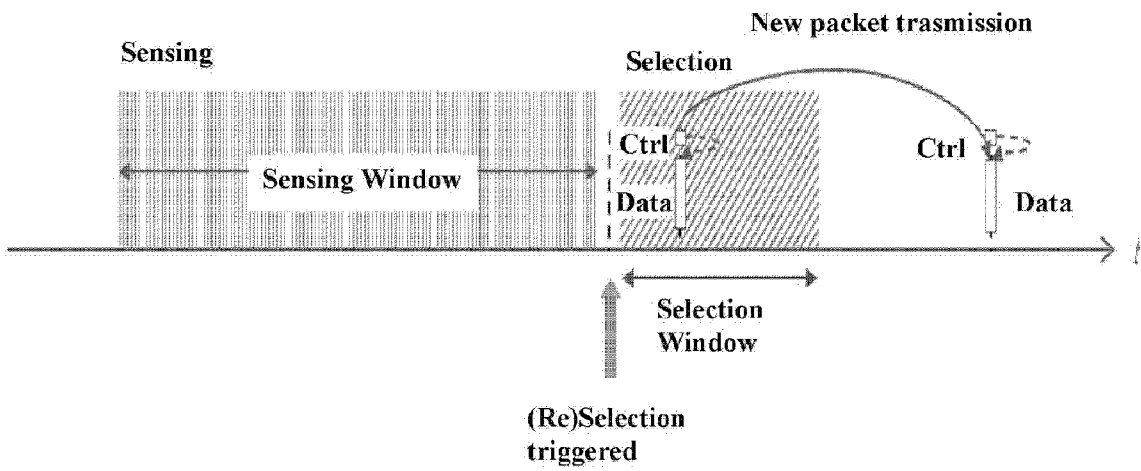 New packet trasmission
Sensing
Selection
Ctrl
Ctrl
Sensing Window
Data
Data
t
Selection
Window
(Re)Selection
triggered